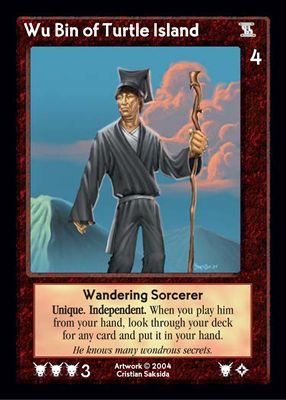 Wu Bin of Turtle Island
4
Wandering Sorcerer
Unique. Independent. When you play him
from your hand, look through your deck
for any card and put it in your hand.
He knows many wondrous secrets.
3
Artwork © 2004
Cristian Saksida